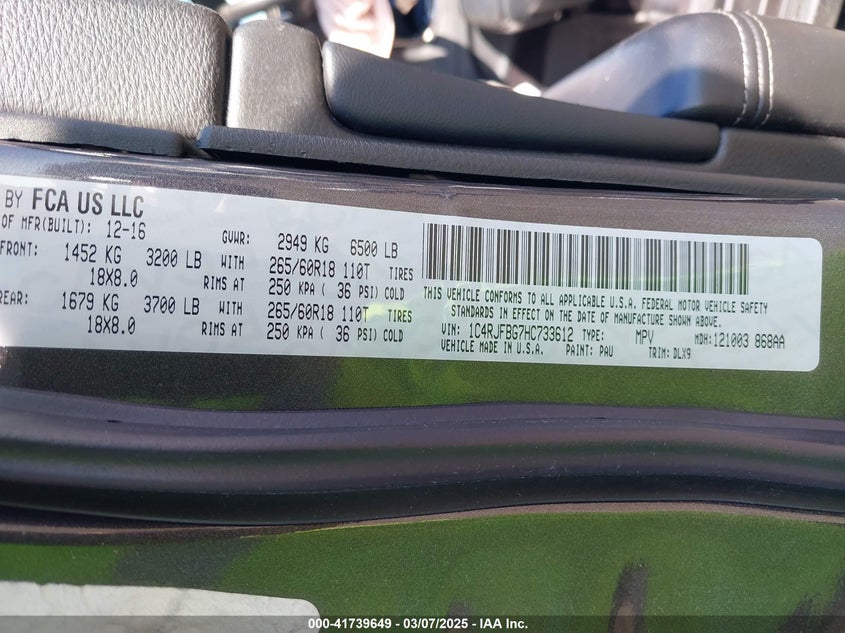 BY FCA US LLC
OF MFR(BUILT): 12-16 GVWR: 2949 KG 6500 LB
FRONT: 1452 KG 3200 LB WITH 265/60R18 110T TIRES
18X8.0 RIMS AT 250 KPA ( 36 PSI) COLD
REAR: 1679 KG 3700 LB WITH 265/60R18 110T TIRES
18X8.0 RIMS AT 250 KPA ( 36 PSI) COLD
THIS VEHICLE CONFORMS TO ALL APPLICABLE U.S.A. FEDERAL MOTOR VEHICLE SAFETY
STANDARDS IN EFFECT ON THE DATE OF MANUFACTURE SHOWN ABOVE.
VIN: 1C4RJFBG7HC733612 TYPE: MPV MDH: 121003 868AA
VEHICLE MADE IN U.S.A. PAINT: PAU TRIM: DLX9
000-41739649 - 03/07/2025 - IAA Inc.